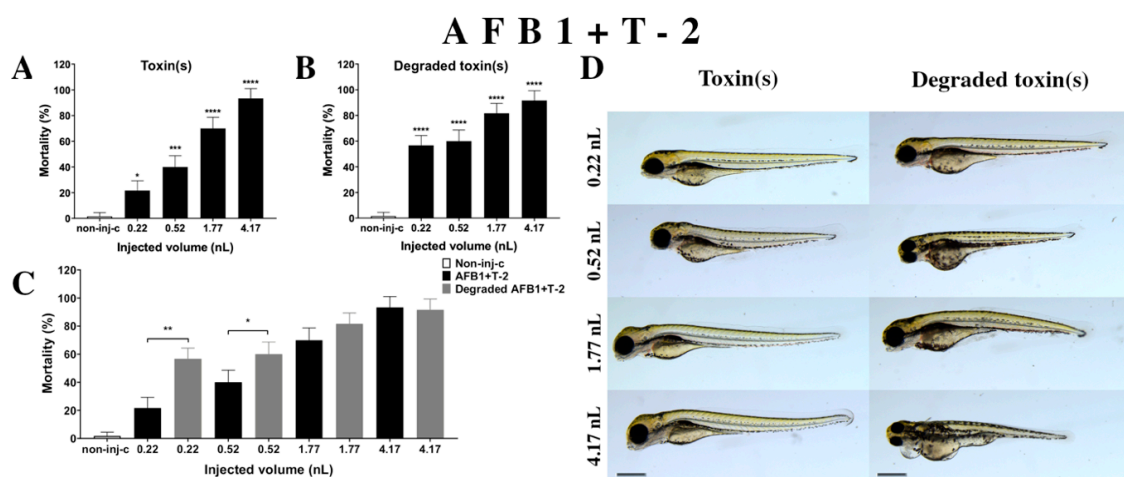 AFB1+T-2
A
Toxin(s)
Mortality (%)
120
100
80
60
40
20
0
*
***
****
****
non-inj-c 0.22 0.52 1.77 4.17
Injected volume (nL)
B
Degraded toxin(s)
Mortality (%)
120
100
80
60
40
20
0
****
****
****
****
non-inj-c 0.22 0.52 1.77 4.17
Injected volume (nL)
C
Non-inj-c
AFB1+T-2
Degraded AFB1+T-2
Mortality (%)
120
100
80
60
40
20
0
**
*
non-inj-c 0.22 0.22 0.52 0.52 1.77 1.77 4.17 4.17
Injected volume (nL)
D
Toxin(s) Degraded toxin(s)
0.22 nL
0.52 nL
1.77 nL
4.17 nL